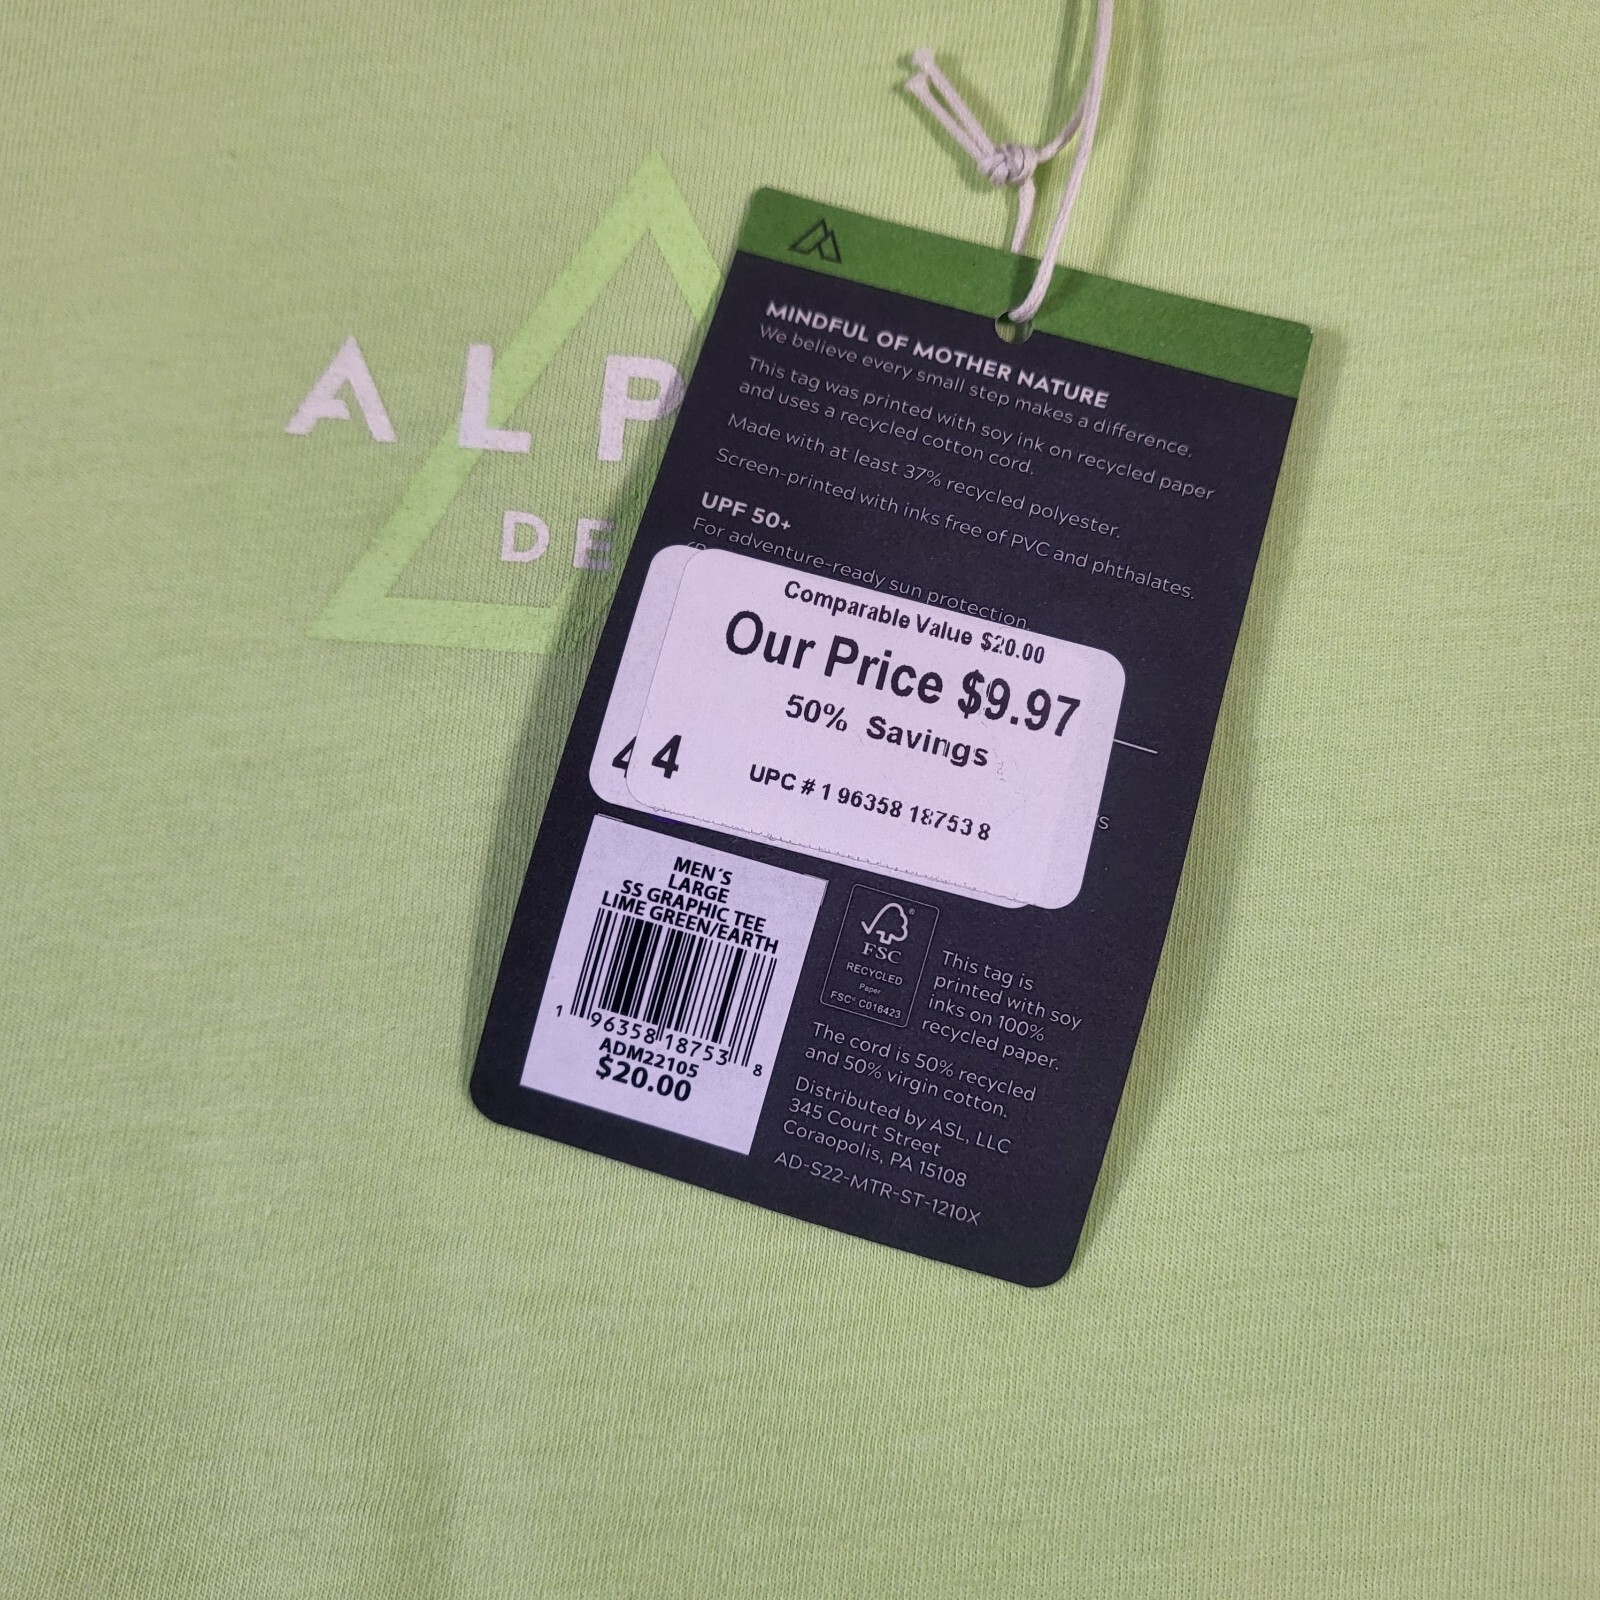 ALP
DE
MINDFUL OF MOTHER NATURE
We believe every small step makes a difference.
This tag was printed with soy ink on recycled paper
and uses a recycled cotton cord.
Made with at least 37% recycled polyester.
Screen-printed with inks free of PVC and phthalates.
UPF 50+
For adventure-ready sun protection.
Comparable Value $20.00
Our Price $9.97
50% Savings
4 4
UPC # 1 96358 18753 8
s
MEN'S
LARGE
SS GRAPHIC TEE
LIME GREEN/EARTH
1 96358 18753 8
ADM22105
$20.00
FSC®
RECYCLED
Paper
FSC® C016423
This tag is
printed with soy
inks on 100%
recycled paper.
The cord is 50% recycled
and 50% virgin cotton.
Distributed by ASL, LLC
345 Court Street
Coraopolis, PA 15108
AD-S22-MTR-ST-1210X